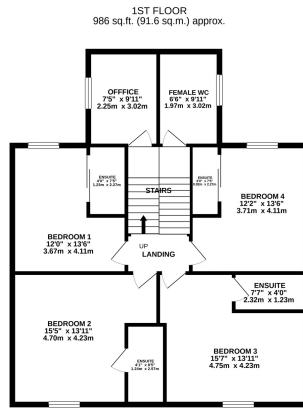 1ST FLOOR
986 sq.ft. (91.6 sq.m.) approx.
OFFFICE
7'5" x 9'11"
2.25m x 3.02m
FEMALE WC
6'6" x 9'11"
1.97m x 3.02m
ENSUITE
ENSUITE
STAIRS
BEDROOM 4
12'2" x 13'6"
3.71m x 4.11m
BEDROOM 1
12'0" x 13'6"
3.67m x 4.11m
UP
LANDING
ENSUITE
7'7" x 4'0"
2.32m x 1.23m
BEDROOM 2
15'5" x 13'11"
4.70m x 4.23m
BEDROOM 3
15'7" x 13'11"
4.75m x 4.23m
ENSUITE